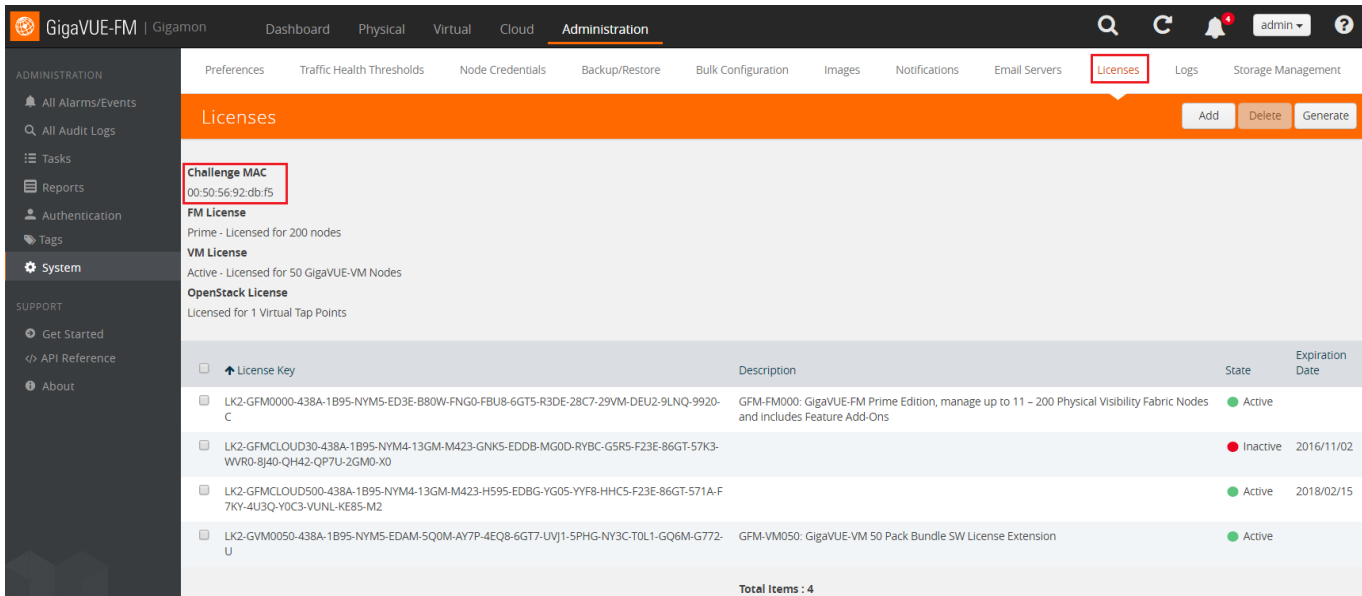 GigaVUE-FM | Gigamon
Dashboard Physical Virtual Cloud Administration
4
admin
?
ADMINISTRATION
All Alarms/Events
All Audit Logs
Tasks
Reports
Authentication
Tags
System
SUPPORT
Get Started
</> API Reference
About
Preferences Traffic Health Thresholds Node Credentials Backup/Restore Bulk Configuration Images Notifications Email Servers Licenses Logs Storage Management
Licenses
Add Delete Generate
Challenge MAC
00:50:56:92:db:f5
FM License
Prime - Licensed for 200 nodes
VM License
Active - Licensed for 50 GigaVUE-VM Nodes
OpenStack License
Licensed for 1 Virtual Tap Points
License Key Description State Expiration Date
LK2-GFM0000-438A-1B95-NYM5-ED3E-B80W-FNG0-FBU8-6GT5-R3DE-28C7-29VM-DEU2-9LNQ-9920-
C
GFM-FM000: GigaVUE-FM Prime Edition, manage up to 11 – 200 Physical Visibility Fabric Nodes
and includes Feature Add-Ons
Active
LK2-GFMCLOUD30-438A-1B95-NYM4-13GM-M423-GNK5-EDDB-MG0D-RYBC-G5R5-F23E-86GT-57K3-
WVR0-8J40-QH42-QP7U-2GM0-X0
Inactive 2016/11/02
LK2-GFMCLOUD500-438A-1B95-NYM4-13GM-M423-H595-EDBG-YG05-YYF8-HHC5-F23E-86GT-571A-F
7KY-4U3Q-Y0C3-VUNL-KE85-M2
Active 2018/02/15
LK2-GVM0050-438A-1B95-NYM5-EDAM-5Q0M-AY7P-4EQ8-6GT7-UVJ1-5PHG-NY3C-T0L1-GQ6M-G772-
U
GFM-VM050: GigaVUE-VM 50 Pack Bundle SW License Extension
Active
Total Items : 4